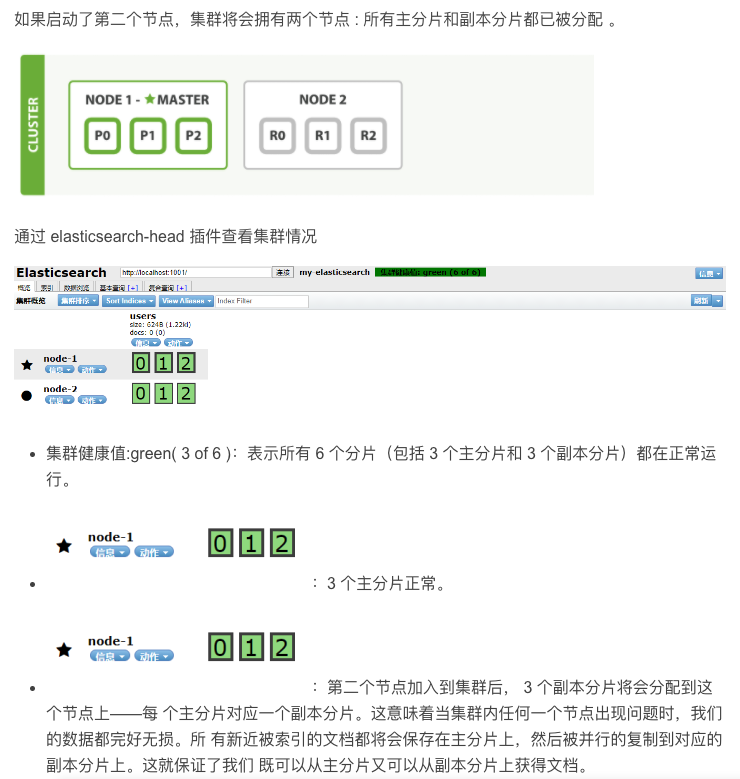 如果启动了第二个节点，集群将会拥有两个节点 : 所有主分片和副本分片都已被分配 。
CLUSTER
NODE 1 - ★ MASTER
NODE 2
P0 P1 P2
R0 R1 R2
通过 elasticsearch-head 插件查看集群情况
Elasticsearch http://localhost:1001/ 连接 my-elasticsearch 集群健康值: green (6 of 6) 信息
概览 索引 数据浏览 基本查询 [+] 复合查询 [+]
集群概览 集群排序 Sort Indices View Aliases Index Filter 刷新
users
size: 624B (1.22ki)
docs: 0 (0)
信息 动作
node-1 0 1 2
信息 动作
node-2 0 1 2
信息 动作
• 集群健康值:green( 3 of 6 )：表示所有 6 个分片（包括 3 个主分片和 3 个副本分片）都在正常运
行。
★ node-1 0 1 2
信息 动作
• ：3 个主分片正常。
★ node-1 0 1 2
信息 动作
• ：第二个节点加入到集群后， 3 个副本分片将会分配到这
个节点上——每 个主分片对应一个副本分片。这意味着当集群内任何一个节点出现问题时，我们
的数据都完好无损。所 有新近被索引的文档都将会保存在主分片上，然后被并行的复制到对应的
副本分片上。这就保证了我们 既可以从主分片又可以从副本分片上获得文档。